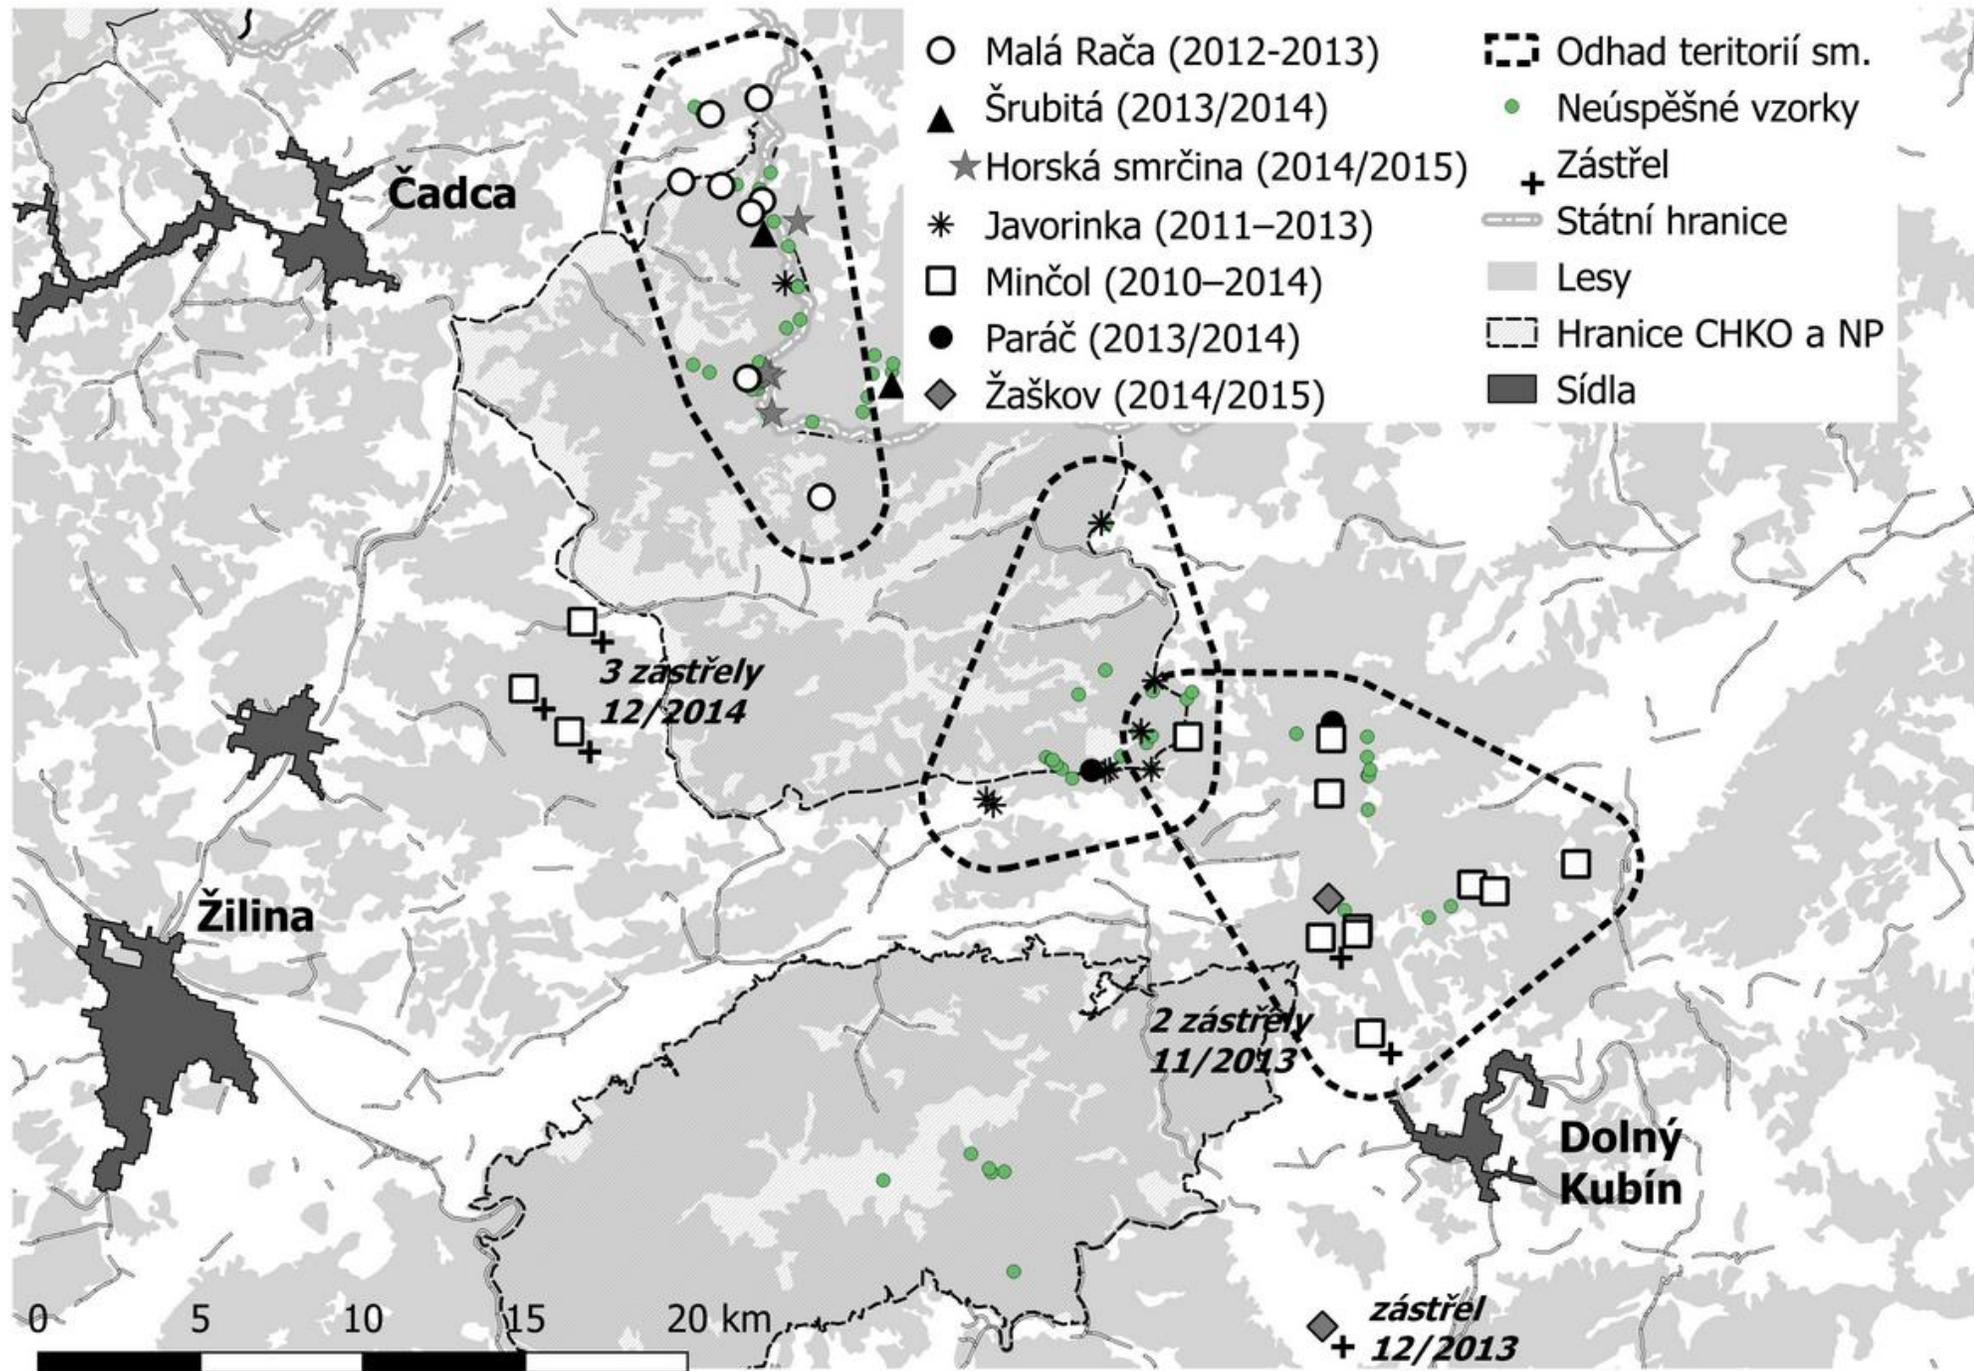 Malá Rača (2012-2013)
Šrubitá (2013/2014)
Horská smrčina (2014/2015)
Javorinka (2011–2013)
Minčol (2010–2014)
Paráč (2013/2014)
Žaškov (2014/2015)
Odhad teritorií sm.
Neúspěšné vzorky
Zástřel
Státní hranice
Lesy
Hranice CHKO a NP
Sídla
Čadca
3 zástřely
12/2014
Žilina
2 zástřely
11/2013
Dolný
Kubín
zástřel
12/2013
0 5 10 15 20 km